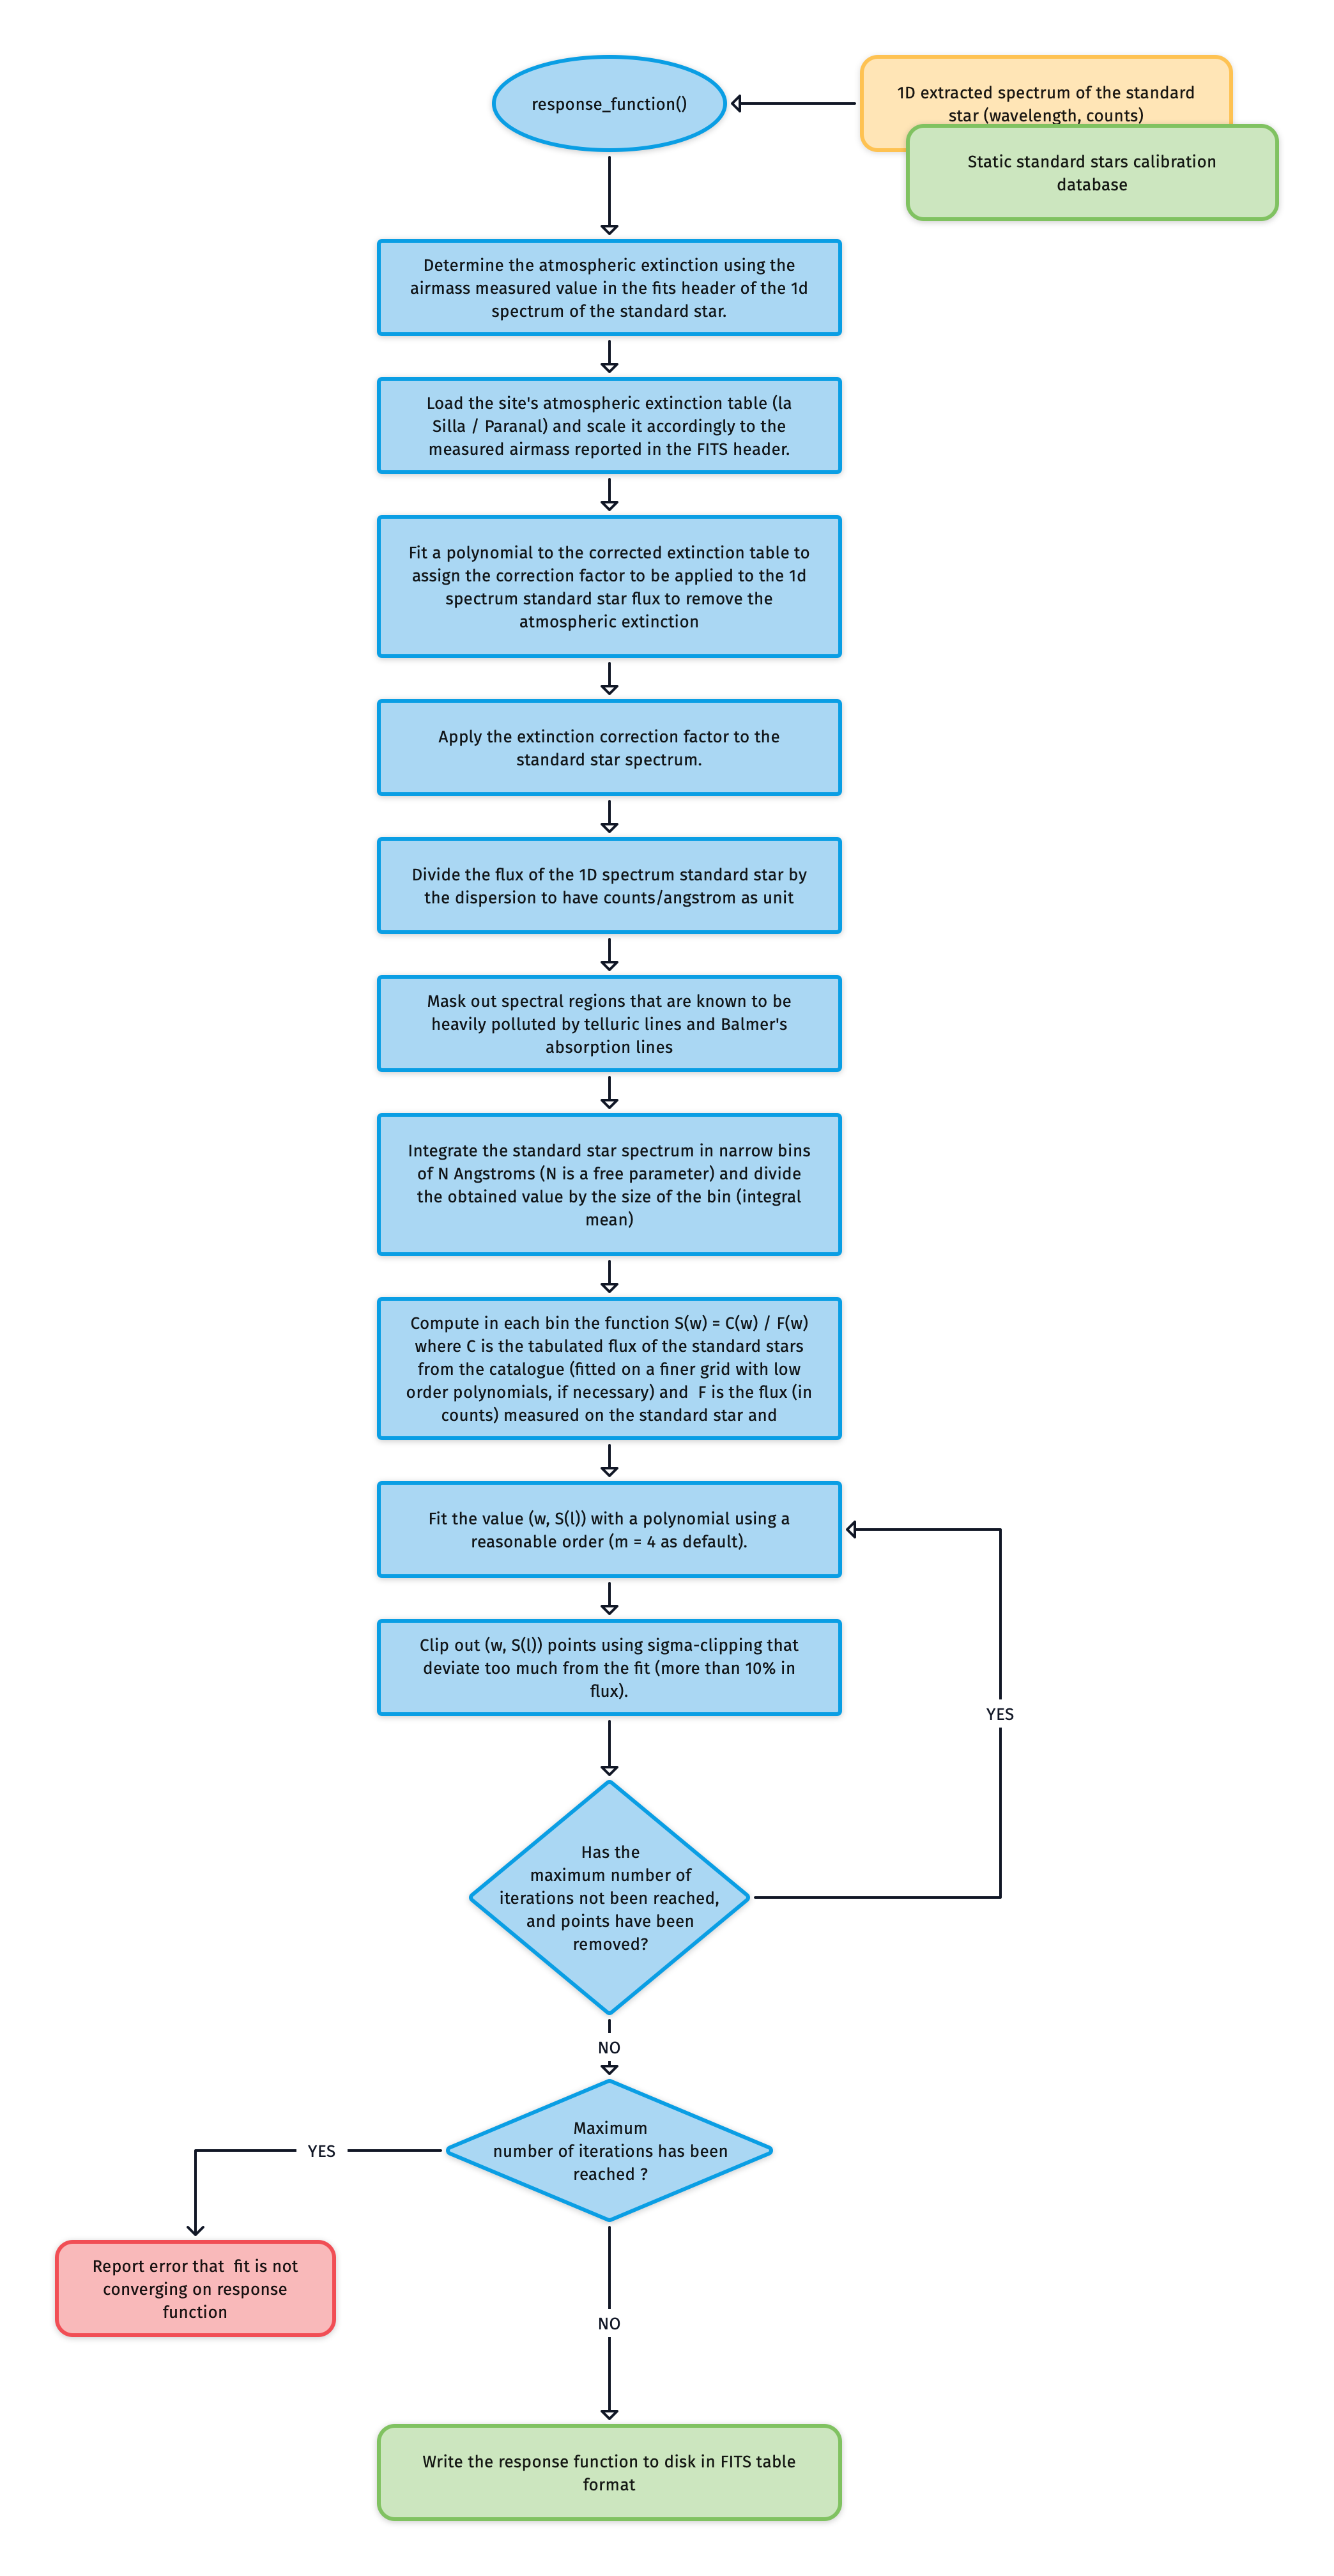 response_function()
1D extracted spectrum of the standard
star (wavelength, counts)
Static standard stars calibration
database
Determine the atmospheric extinction using the
airmass measured value in the fits header of the 1d
spectrum of the standard star.
Load the site's atmospheric extinction table (la
Silla / Paranal) and scale it accordingly to the
measured airmass reported in the FITS header.
Fit a polynomial to the corrected extinction table to
assign the correction factor to be applied to the 1d
spectrum standard star flux to remove the
atmospheric extinction
Apply the extinction correction factor to the
standard star spectrum.
Divide the flux of the 1D spectrum standard star by
the dispersion to have counts/angstrom as unit
Mask out spectral regions that are known to be
heavily polluted by telluric lines and Balmer's
absorption lines
Integrate the standard star spectrum in narrow bins
of N Angstroms (N is a free parameter) and divide
the obtained value by the size of the bin (integral
mean)
Compute in each bin the function S(w) = C(w) / F(w)
where C is the tabulated flux of the standard stars
from the catalogue (fitted on a finer grid with low
order polynomials, if necessary) and  F is the flux (in
counts) measured on the standard star and
Fit the value (w, S(l)) with a polynomial using a
reasonable order (m = 4 as default).
Clip out (w, S(l)) points using sigma-clipping that
deviate too much from the fit (more than 10% in
flux).
YES
Has the
maximum number of
iterations not been reached,
and points have been
removed?
NO
Maximum
number of iterations has been
reached ?
YES
Report error that  fit is not
converging on response
function
NO
Write the response function to disk in FITS table
format